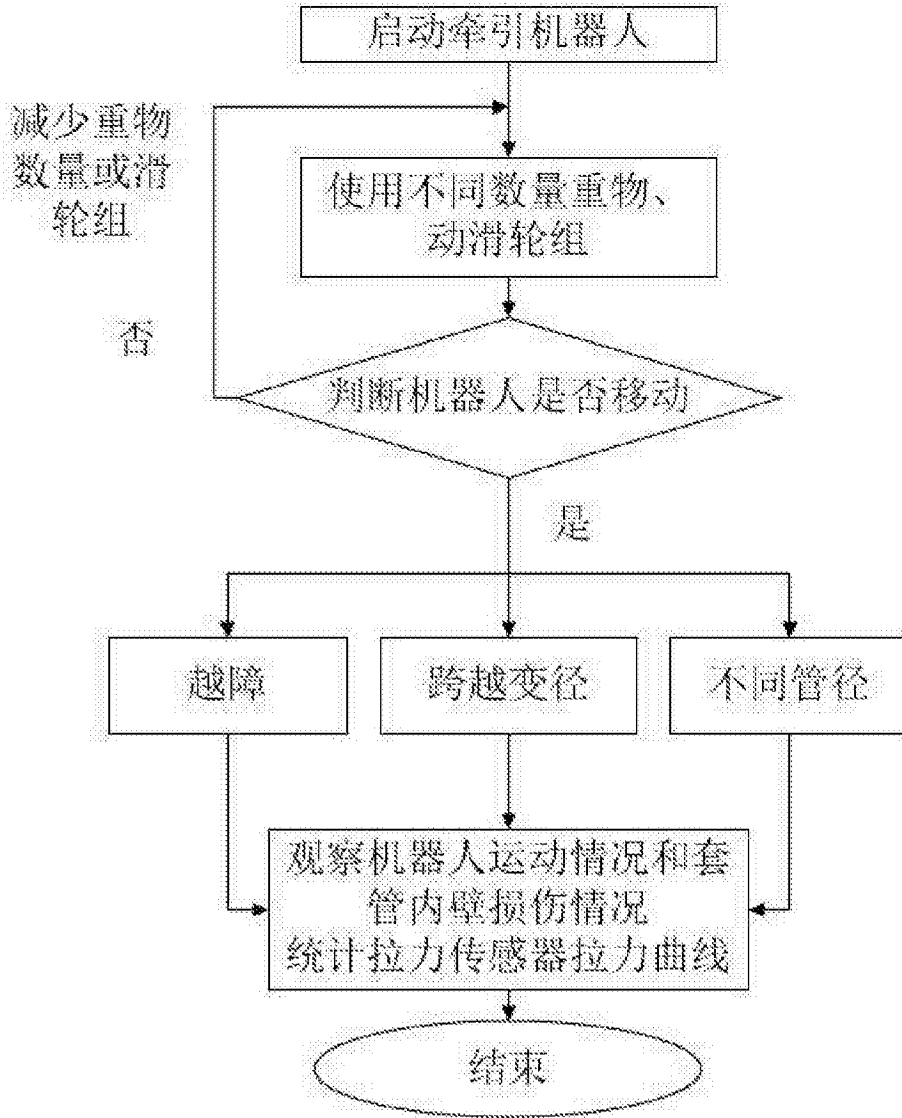 启动牵引机器人
减少重物
数量或滑
轮组
使用不同数量重物、
动滑轮组
否
判断机器人是否移动
是
越障
跨越变径
不同管径
观察机器人运动情况和套
管内壁损伤情况
统计拉力传感器拉力曲线
结束